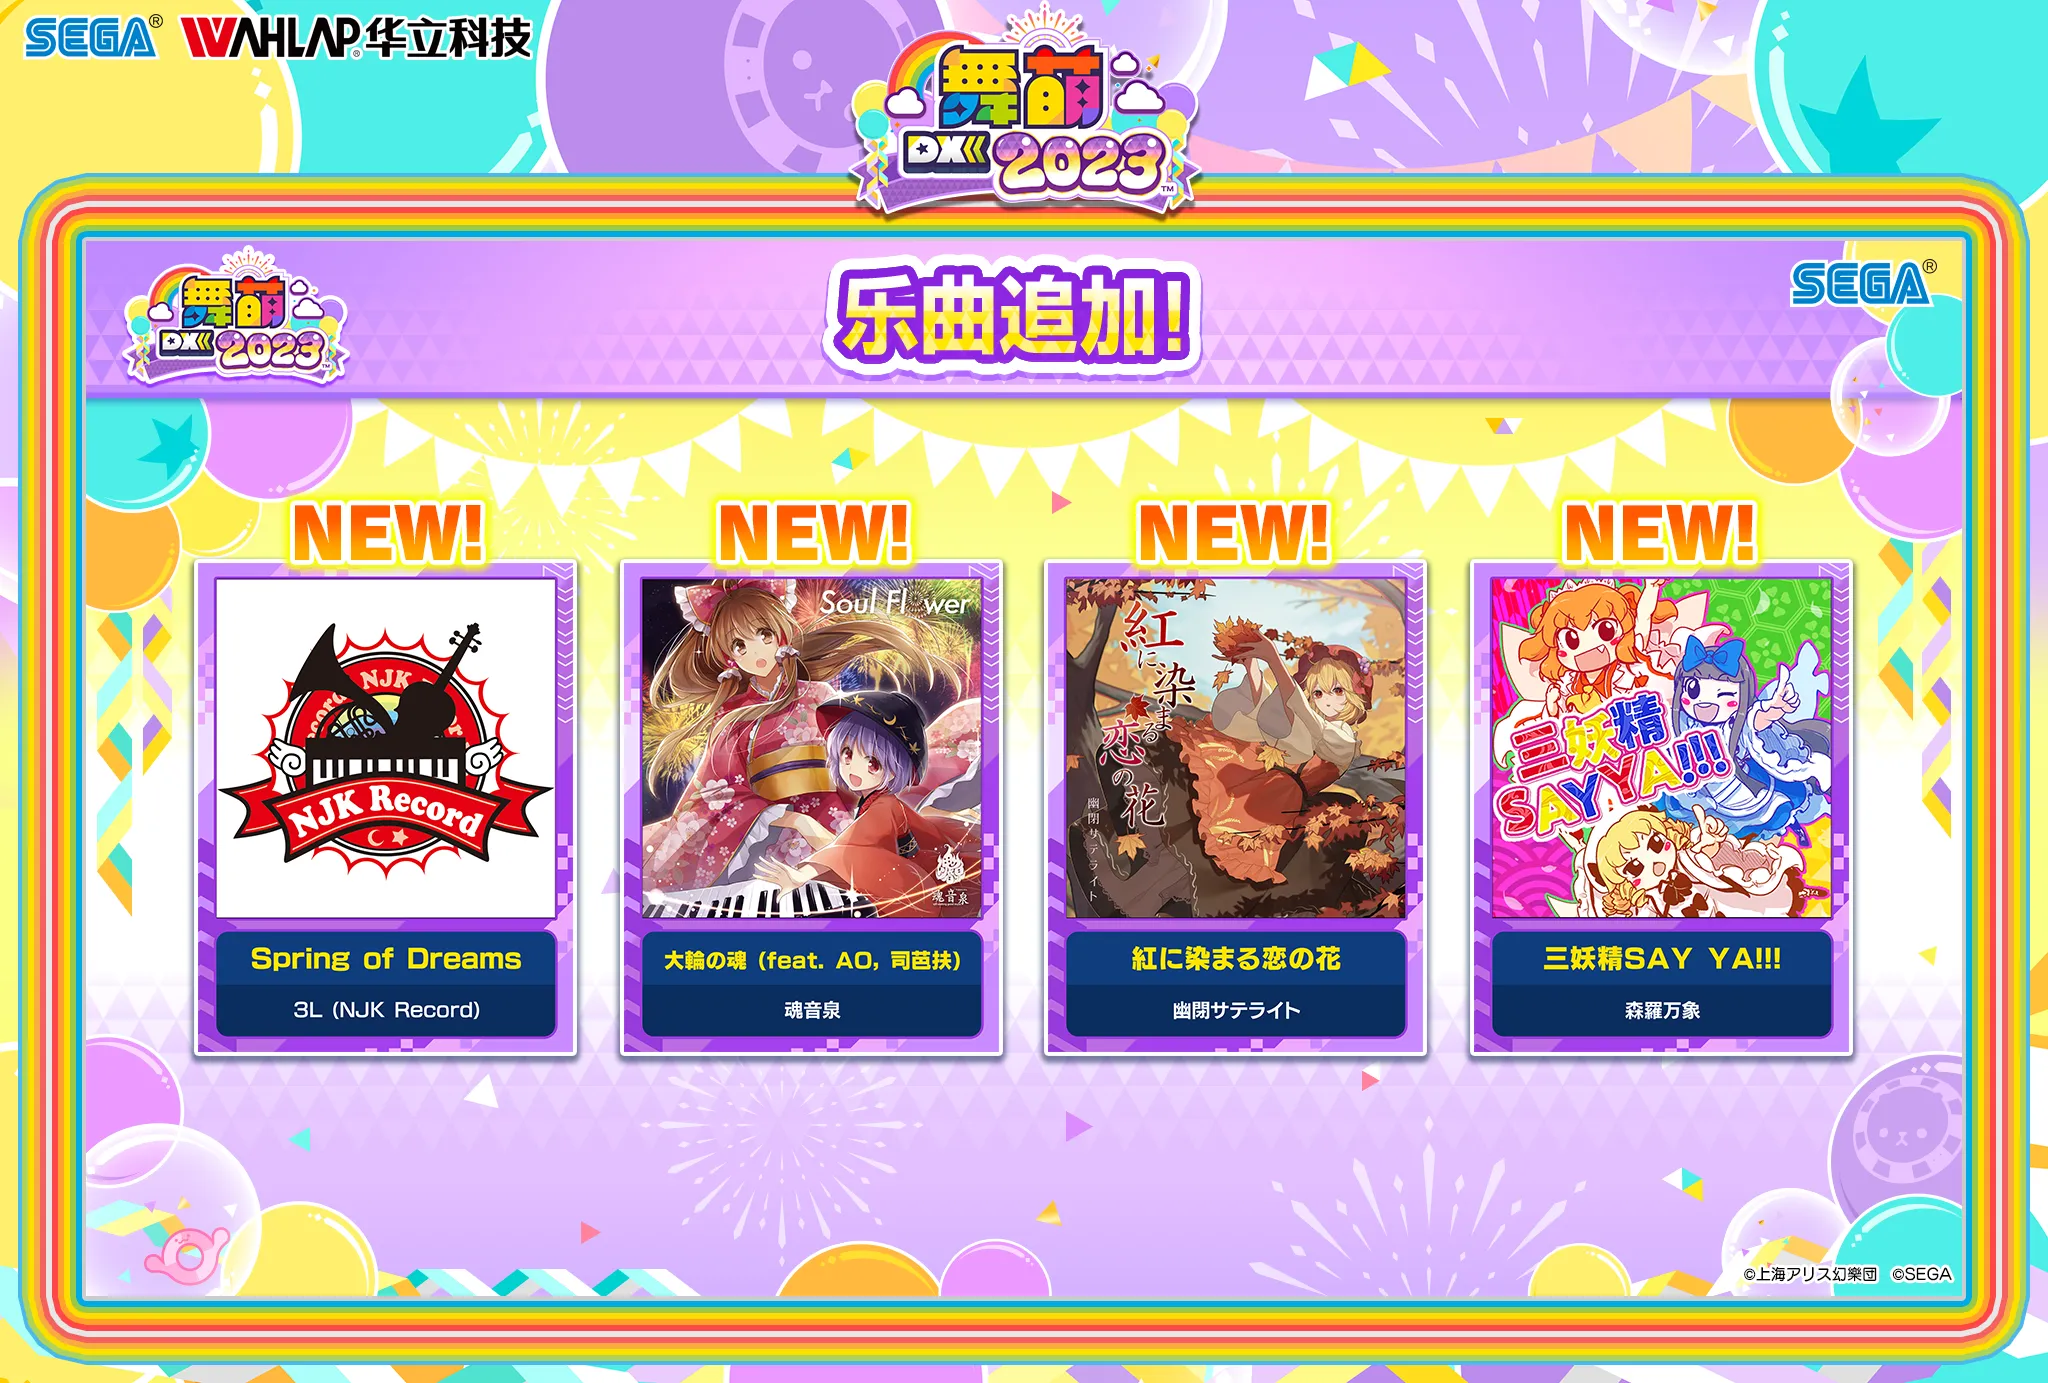 SEGA®
WAHLAP®华立科技
舞萌
DX 2023™
舞萌
DX 2023™
乐曲追加!
SEGA®
NEW!
NEW!
NEW!
NEW!
NJK
NJK Record
Spring of Dreams
3L (NJK Record)
Soul Fl wer
魂音泉
大輪の魂 (feat. AO, 司芭扶)
魂音泉
紅に染まる恋の花
幽閉サテライト
紅に染まる恋の花
幽閉サテライト
三妖精
SAY YA!!!
三妖精SAY YA!!!
森羅万象
©上海アリス幻樂団 ©SEGA